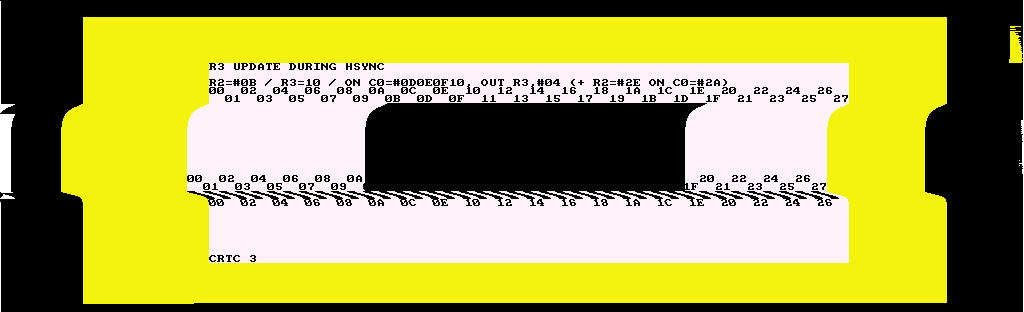 R3 UPDATE DURING HSYNC
R2=#0B / R3=10 / ON C0=#0D0E0F10, OUT R3,#04 (+ R2=#2E ON C0=#2A)
00 02 04 06 08 0A 0C 0E 10 12 14 16 18 1A 1C 1E 20 22 24 26
01 03 05 07 09 0B 0D 0F 11 13 15 17 19 1B 1D 1F 21 23 25 27
00 02 04 06 08 0A 20 22 24 26
01 03 05 07 09 1F 21 23 25 27
00 02 04 06 08 0A 0C 0E 10 12 14 16 18 1A 1C 1E 20 22 24 26
CRTC 3